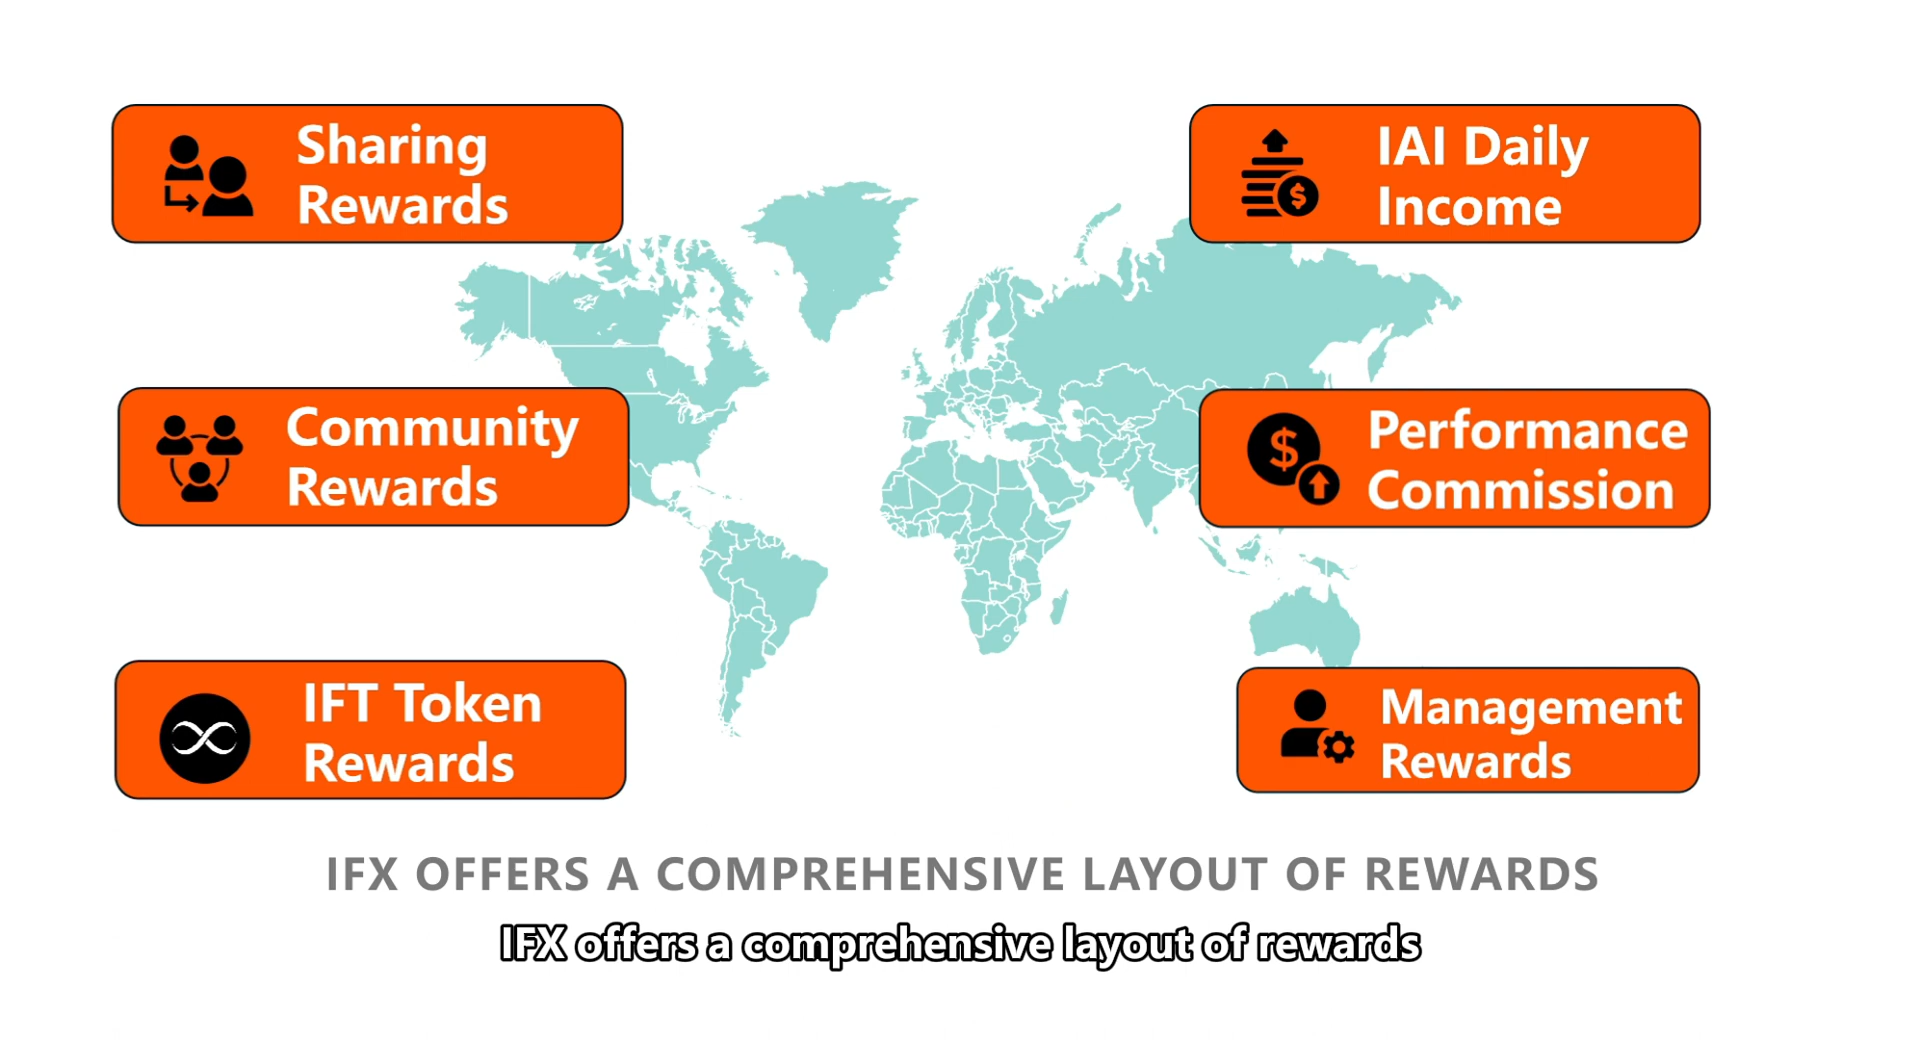 Sharing
Rewards
IAI Daily
Income
Community
Rewards
Performance
Commission
IFT Token
Rewards
Management
Rewards
IFX OFFERS A COMPREHENSIVE LAYOUT OF REWARDS
IFX offers a comprehensive layout of rewards